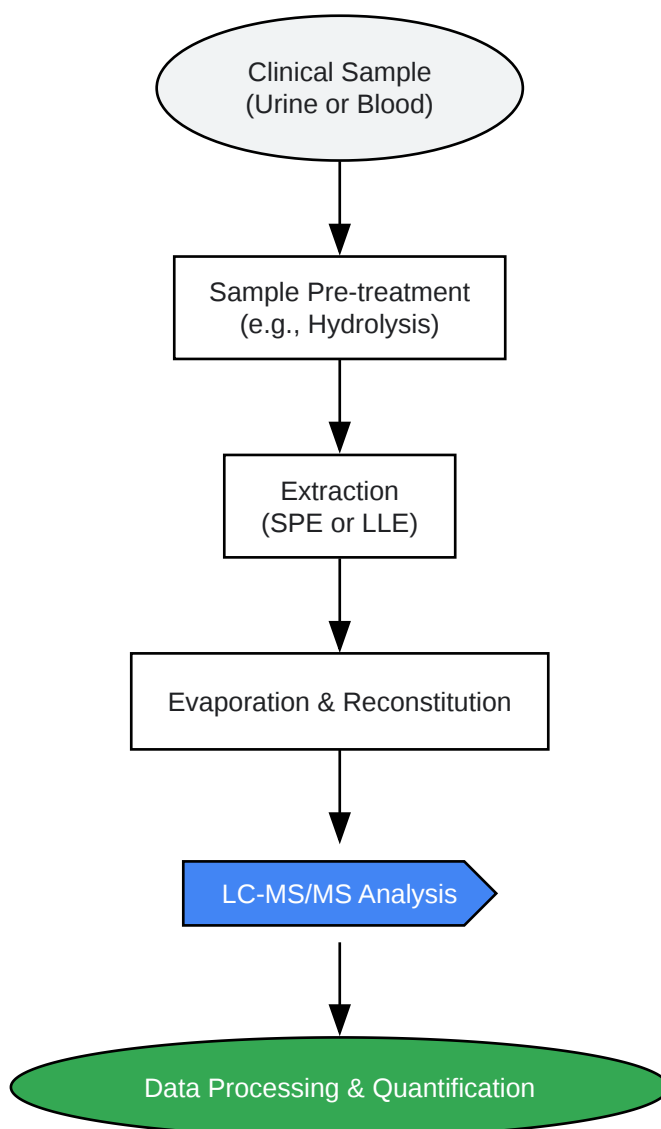 Clinical Sample
(Urine or Blood)
Sample Pre-treatment
(e.g., Hydrolysis)
Extraction
(SPE or LLE)
Evaporation & Reconstitution
LC-MS/MS Analysis
Data Processing & Quantification